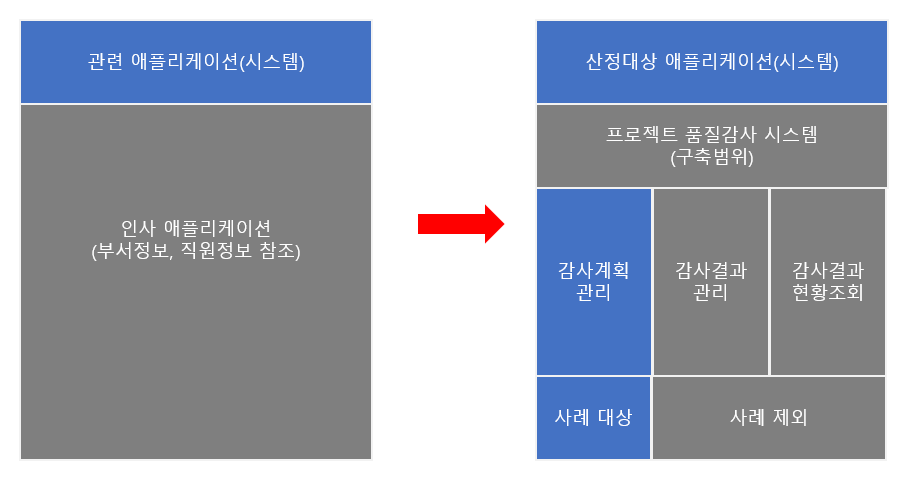 관련 애플리케이션(시스템)
인사 애플리케이션
(부서정보, 직원정보 참조)
산정대상 애플리케이션(시스템)
프로젝트 품질감사 시스템
(구축범위)
감사계획
관리
감사결과
관리
감사결과
현황조회
사례 대상
사례 제외